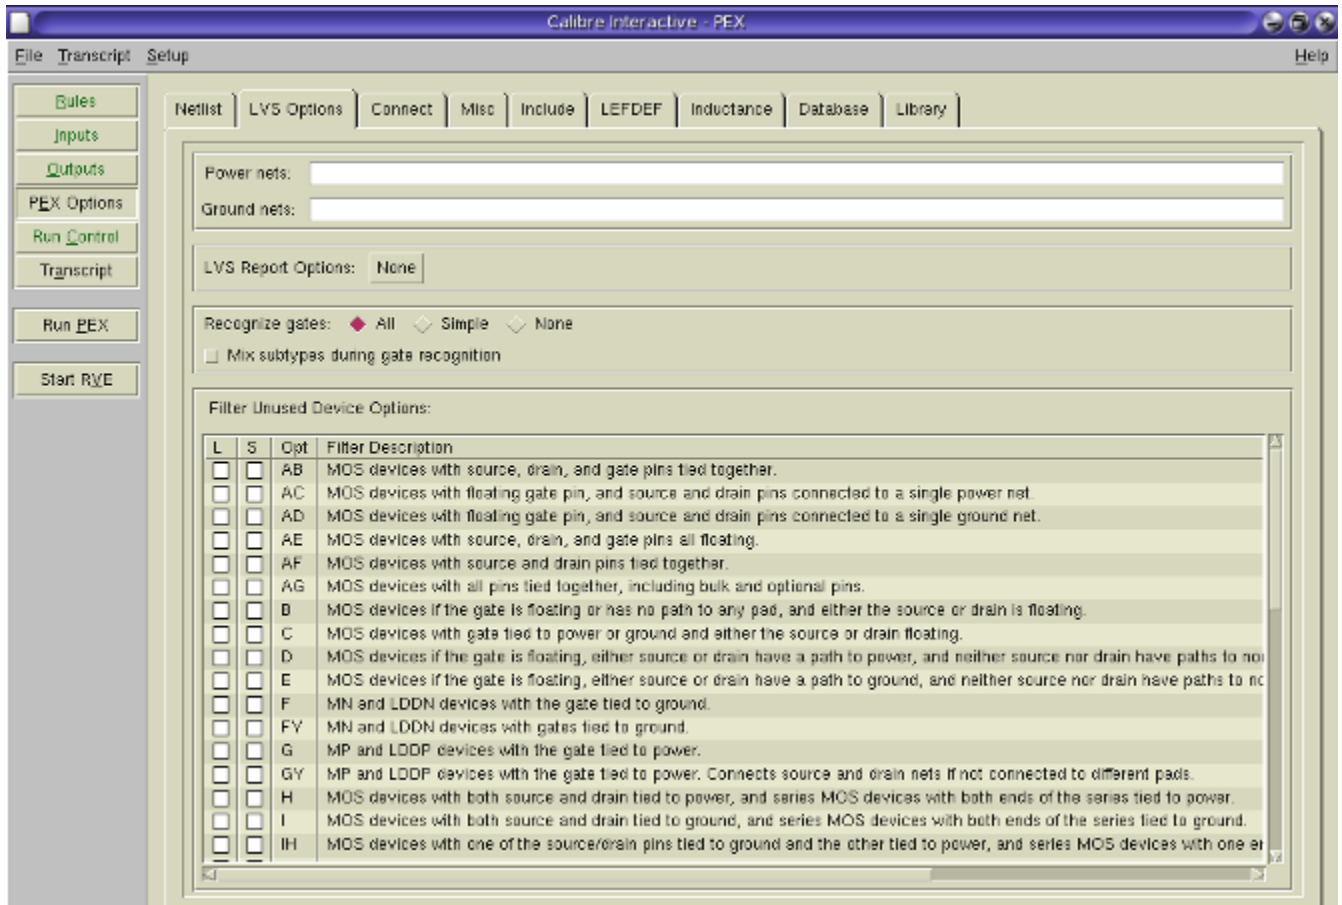 Calibre Interactive - PEX
File Transcript Setup Help
Rules
Inputs
Outputs
PEX Options
Run Control
Transcript
Run PEX
Start RVE
Netlist LVS Options Connect Misc Include LEFDEF Inductance Database Library
Power nets:
Ground nets:
LVS Report Options: None
Recognize gates: All Simple None
Mix subtypes during gate recognition
Filter Unused Device Options:
L S Opt Filter Description
AB MOS devices with source, drain, and gate pins tied together.
AC MOS devices with floating gate pin, and source and drain pins connected to a single power net.
AD MOS devices with floating gate pin, and source and drain pins connected to a single ground net.
AE MOS devices with source, drain, and gate pins all floating.
AF MOS devices with source and drain pins tied together.
AG MOS devices with all pins tied together, including bulk and optional pins.
B MOS devices if the gate is floating or has no path to any pad, and either the source or drain is floating.
C MOS devices with gate tied to power or ground and either the source or drain floating.
D MOS devices if the gate is floating, either source or drain have a path to power, and neither source nor drain have paths to nor
E MOS devices if the gate is floating, either source or drain have a path to ground, and neither source nor drain have paths to no
F MN and LDDN devices with the gate tied to ground.
FY MN and LDDN devices with gates tied to ground.
G MP and LDDP devices with the gate tied to power.
GY MP and LDDP devices with the gate tied to power. Connects source and drain nets if not connected to different pads.
H MOS devices with both source and drain tied to power, and series MOS devices with both ends of the series tied to power.
I MOS devices with both source and drain tied to ground, and series MOS devices with both ends of the series tied to ground.
IH MOS devices with one of the source/drain pins tied to ground and the other tied to power, and series MOS devices with one er